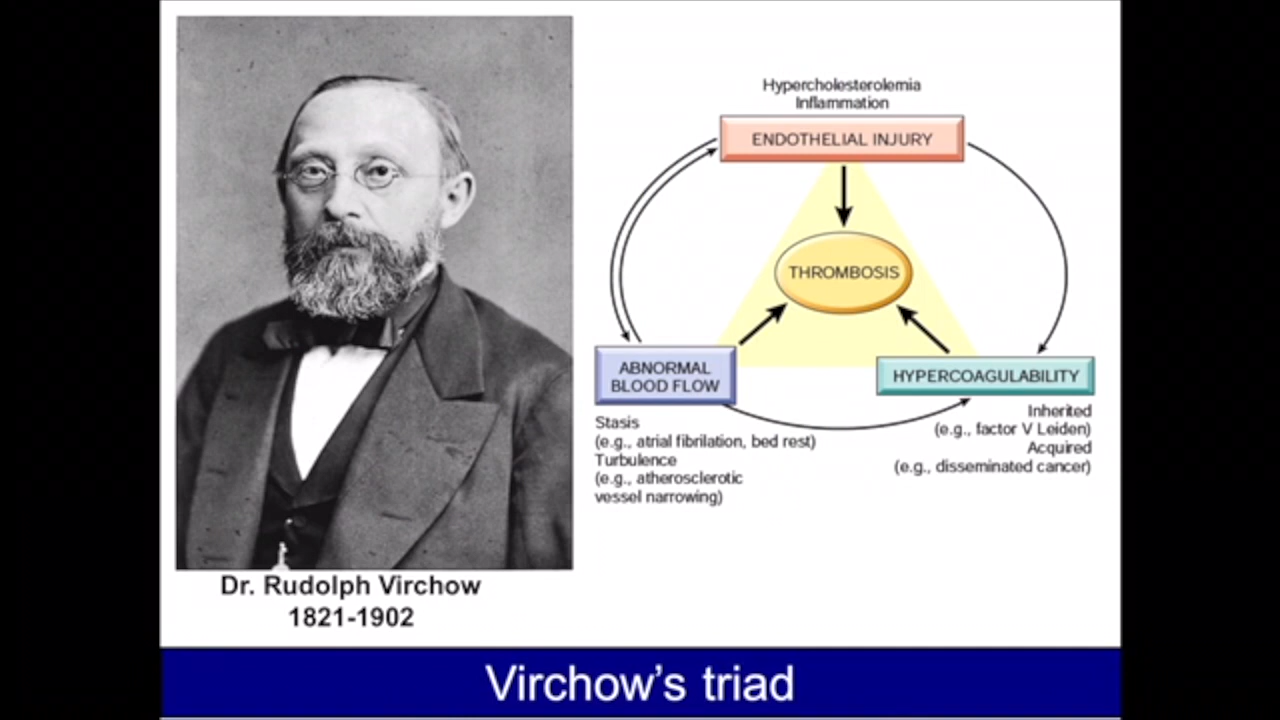 Hypercholesterolemia
Inflammation
ENDOTHELIAL INJURY
THROMBOSIS
ABNORMAL
BLOOD FLOW
HYPERCOAGULABILITY
Stasis
(e.g., atrial fibrilation, bed rest)
Turbulence
(e.g., atherosclerotic
vessel narrowing)
Inherited
(e.g., factor V Leiden)
Acquired
(e.g., disseminated cancer)
Dr. Rudolph Virchow
1821-1902
Virchow's triad